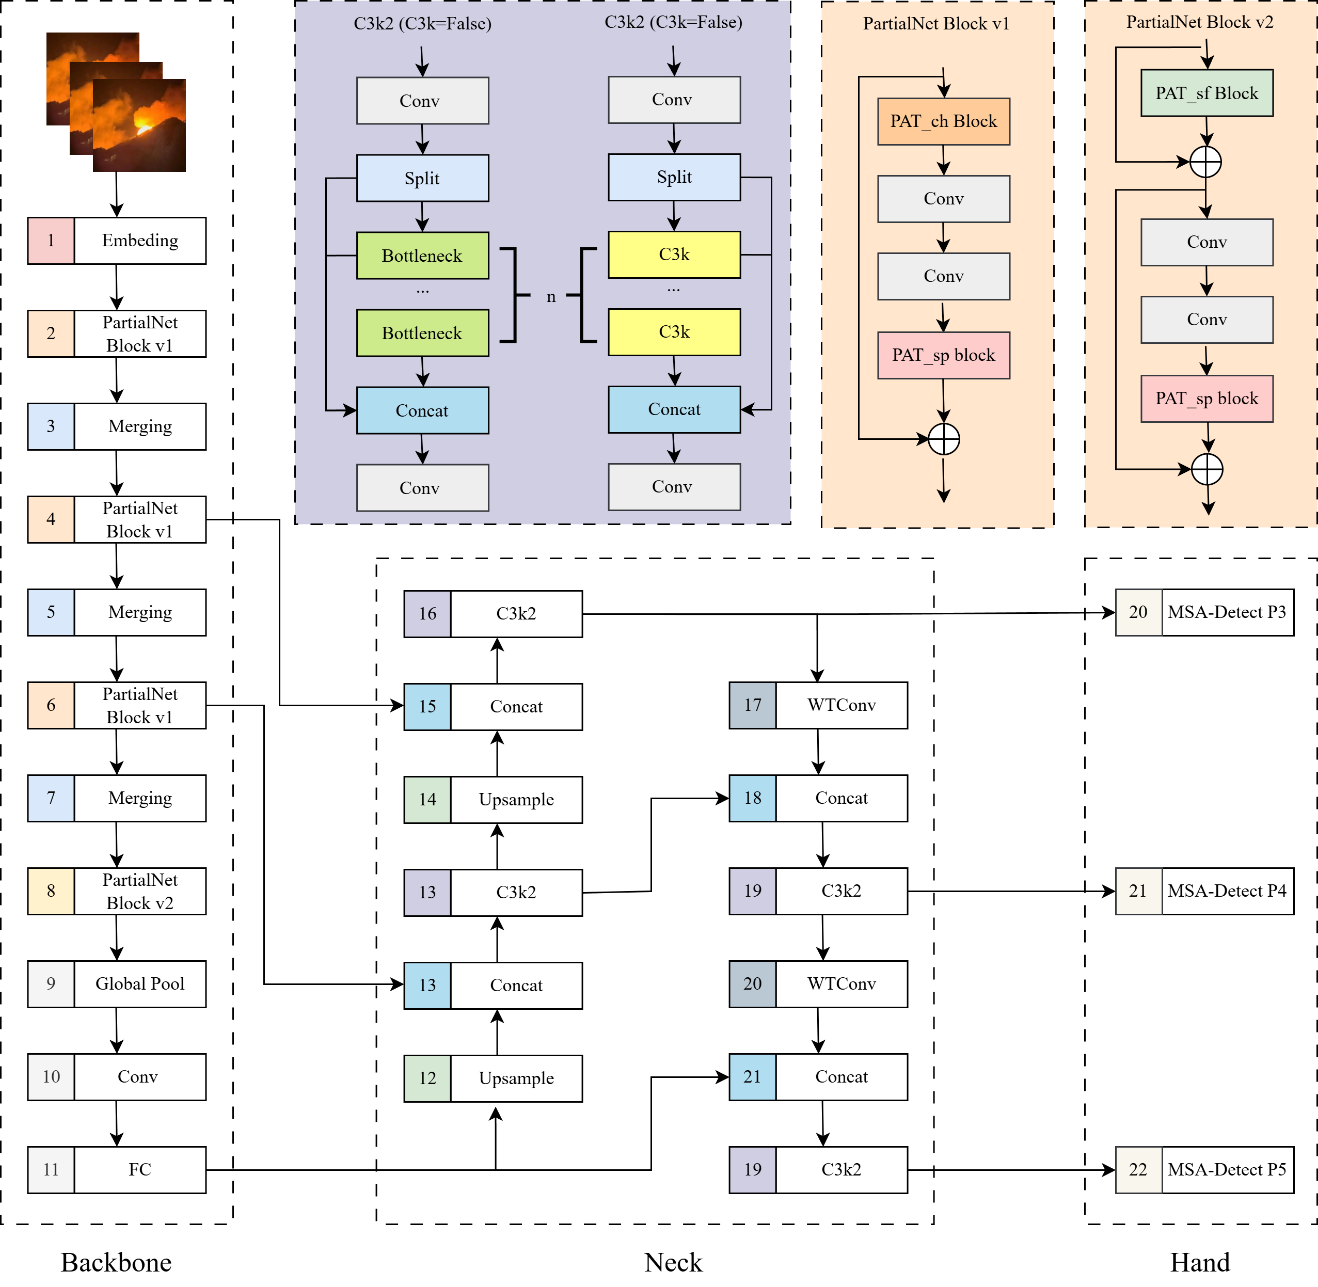 C3k2 (C3k=False)
Conv
Split
Bottleneck
...
Bottleneck
Concat
Conv
n
C3k2 (C3k=False)
Conv
Split
C3k
...
C3k
Concat
Conv
PartialNet Block v1
PAT_ch Block
Conv
Conv
PAT_sp block
PartialNet Block v2
PAT_sf Block
Conv
Conv
PAT_sp block
1 Embeding
2 PartialNet
Block v1
3 Merging
4 PartialNet
Block v1
5 Merging
6 PartialNet
Block v1
7 Merging
8 PartialNet
Block v2
9 Global Pool
10 Conv
11 FC
Backbone
16 C3k2
15 Concat
14 Upsample
13 C3k2
13 Concat
12 Upsample
17 WTConv
18 Concat
19 C3k2
20 WTConv
21 Concat
19 C3k2
Neck
20 MSA-Detect P3
21 MSA-Detect P4
22 MSA-Detect P5
Hand